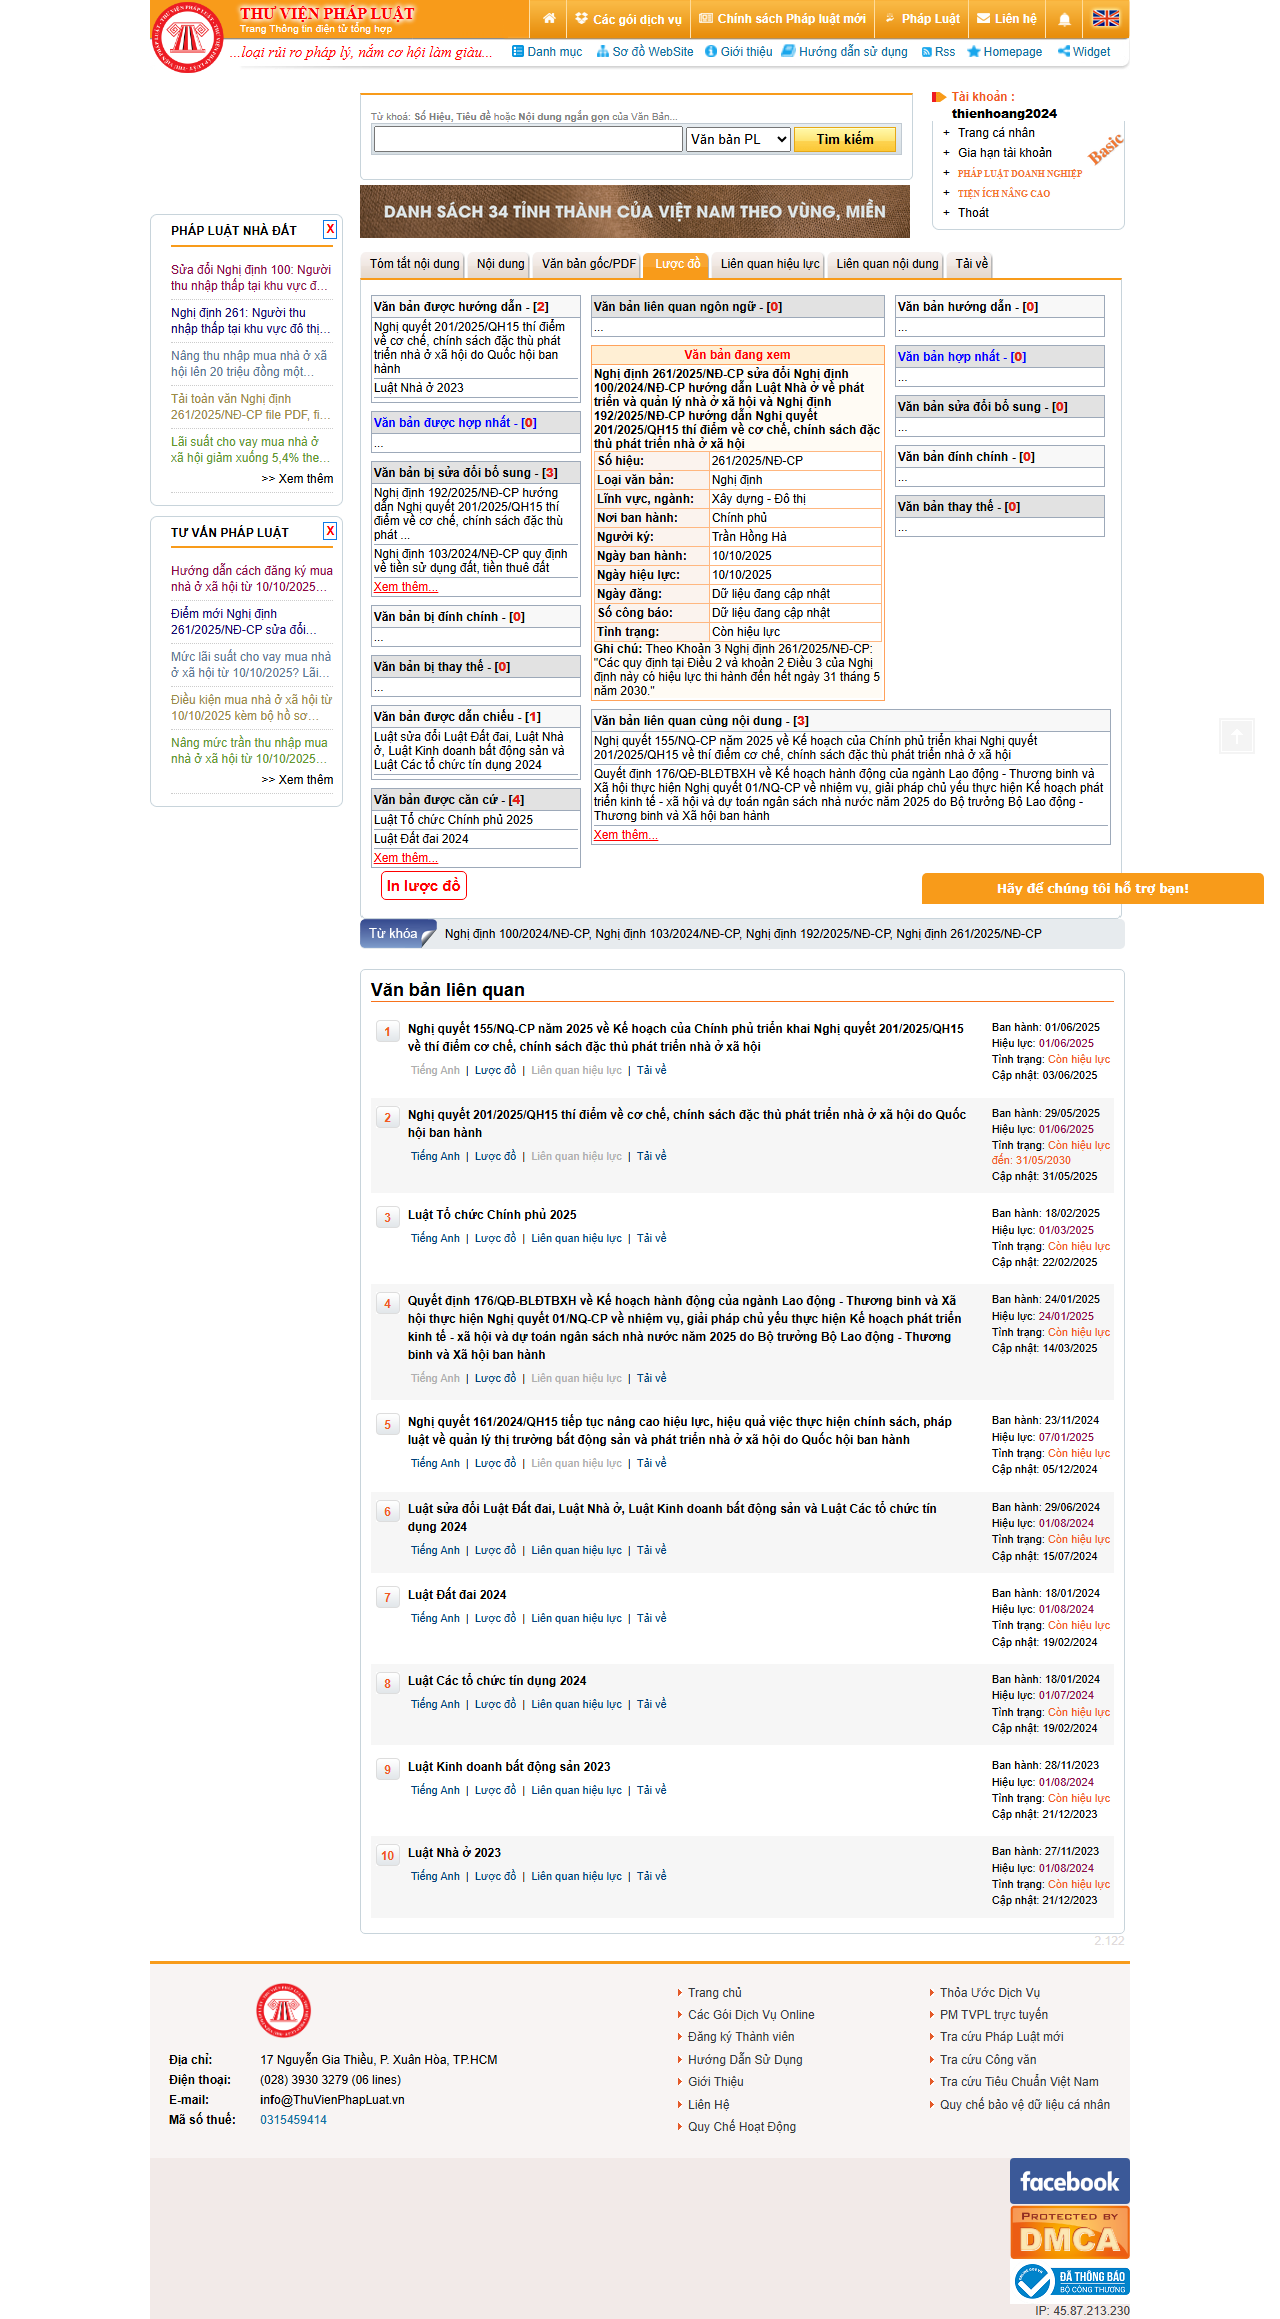 THƯ VIỆN PHÁP LUẬT
Trang Thông tin điện tử tổng hợp
Các gói dịch vụ
Chính sách Pháp luật mới
Pháp Luật
Liên hệ
...loại rủi ro pháp lý, nắm cơ hội làm giàu...
Danh mục
Sơ đồ WebSite
Giới thiệu
Hướng dẫn sử dụng
Rss
Homepage
Widget
Từ khoá: Số Hiệu, Tiêu đề hoặc Nội dung ngắn gọn của Văn Bản...
Văn bản PL
Tìm kiếm
Tài khoản :
thienhoang2024
+ Trang cá nhân
+ Gia hạn tài khoản
+ PHÁP LUẬT DOANH NGHIỆP
+ TIỆN ÍCH NÂNG CAO
+ Thoát
Basic
DANH SÁCH 34 TỈNH THÀNH CỦA VIỆT NAM THEO VÙNG, MIỀN
PHÁP LUẬT NHÀ ĐẤT
X
Sửa đổi Nghị định 100: Người
thu nhập thấp tại khu vực đ...
Nghị định 261: Người thu
nhập thấp tại khu vực đô thị...
Nâng thu nhập mua nhà ở xã
hội lên 20 triệu đồng một...
Tải toàn văn Nghị định
261/2025/NĐ-CP file PDF, fi...
Lãi suất cho vay mua nhà ở
xã hội giảm xuống 5,4% the...
>> Xem thêm
TƯ VẤN PHÁP LUẬT
X
Hướng dẫn cách đăng ký mua
nhà ở xã hội từ 10/10/2025...
Điểm mới Nghị định
261/2025/NĐ-CP sửa đổi...
Mức lãi suất cho vay mua nhà
ở xã hội từ 10/10/2025? Lãi...
Điều kiện mua nhà ở xã hội từ
10/10/2025 kèm bộ hồ sơ...
Nâng mức trần thu nhập mua
nhà ở xã hội từ 10/10/2025...
>> Xem thêm
Tóm tắt nội dung
Nội dung
Văn bản gốc/PDF
Lược đồ
Liên quan hiệu lực
Liên quan nội dung
Tải về
Văn bản được hướng dẫn - [2]
Nghị quyết 201/2025/QH15 thí điểm
về cơ chế, chính sách đặc thù phát
triển nhà ở xã hội do Quốc hội ban
hành
Luật Nhà ở 2023
Văn bản được hợp nhất - [0]
...
Văn bản bị sửa đổi bổ sung - [3]
Nghị định 192/2025/NĐ-CP hướng
dẫn Nghị quyết 201/2025/QH15 thí
điểm về cơ chế, chính sách đặc thù
phát ...
Nghị định 103/2024/NĐ-CP quy định
về tiền sử dụng đất, tiền thuê đất
Xem thêm...
Văn bản bị đính chính - [0]
...
Văn bản bị thay thế - [0]
...
Văn bản được dẫn chiếu - [1]
Luật sửa đổi Luật Đất đai, Luật Nhà
ở, Luật Kinh doanh bất động sản và
Luật Các tổ chức tín dụng 2024
Văn bản được căn cứ - [4]
Luật Tổ chức Chính phủ 2025
Luật Đất đai 2024
Xem thêm...
In lược đồ
Văn bản liên quan ngôn ngữ - [0]
...
Văn bản đang xem
Nghị định 261/2025/NĐ-CP sửa đổi Nghị định
100/2024/NĐ-CP hướng dẫn Luật Nhà ở về phát
triển và quản lý nhà ở xã hội và Nghị định
192/2025/NĐ-CP hướng dẫn Nghị quyết
201/2025/QH15 thí điểm về cơ chế, chính sách đặc
thù phát triển nhà ở xã hội
Số hiệu: 261/2025/NĐ-CP
Loại văn bản: Nghị định
Lĩnh vực, ngành: Xây dựng - Đô thị
Nơi ban hành: Chính phủ
Người ký: Trần Hồng Hà
Ngày ban hành: 10/10/2025
Ngày hiệu lực: 10/10/2025
Ngày đăng: Dữ liệu đang cập nhật
Số công báo: Dữ liệu đang cập nhật
Tình trạng: Còn hiệu lực
Ghi chú: Theo Khoản 3 Nghị định 261/2025/NĐ-CP:
"Các quy định tại Điều 2 và khoản 2 Điều 3 của Nghị
định này có hiệu lực thi hành đến hết ngày 31 tháng 5
năm 2030."
Văn bản hướng dẫn - [0]
...
Văn bản hợp nhất - [0]
...
Văn bản sửa đổi bổ sung - [0]
...
Văn bản đính chính - [0]
...
Văn bản thay thế - [0]
...
Văn bản liên quan cùng nội dung - [3]
Nghị quyết 155/NQ-CP năm 2025 về Kế hoạch của Chính phủ triển khai Nghị quyết
201/2025/QH15 về thí điểm cơ chế, chính sách đặc thù phát triển nhà ở xã hội
Quyết định 176/QĐ-BLĐTBXH về Kế hoạch hành động của ngành Lao động - Thương binh và
Xã hội thực hiện Nghị quyết 01/NQ-CP về nhiệm vụ, giải pháp chủ yếu thực hiện Kế hoạch phát
triển kinh tế - xã hội và dự toán ngân sách nhà nước năm 2025 do Bộ trưởng Bộ Lao động -
Thương binh và Xã hội ban hành
Xem thêm...
Hãy để chúng tôi hỗ trợ bạn!
Từ khóa
Nghị định 100/2024/NĐ-CP, Nghị định 103/2024/NĐ-CP, Nghị định 192/2025/NĐ-CP, Nghị định 261/2025/NĐ-CP
Văn bản liên quan
1
Nghị quyết 155/NQ-CP năm 2025 về Kế hoạch của Chính phủ triển khai Nghị quyết 201/2025/QH15
về thí điểm cơ chế, chính sách đặc thù phát triển nhà ở xã hội
Tiếng Anh | Lược đồ | Liên quan hiệu lực | Tải về
Ban hành: 01/06/2025
Hiệu lực: 01/06/2025
Tình trạng: Còn hiệu lực
Cập nhật: 03/06/2025
2
Nghị quyết 201/2025/QH15 thí điểm về cơ chế, chính sách đặc thù phát triển nhà ở xã hội do Quốc
hội ban hành
Tiếng Anh | Lược đồ | Liên quan hiệu lực | Tải về
Ban hành: 29/05/2025
Hiệu lực: 01/06/2025
Tình trạng: Còn hiệu lực
đến: 31/05/2030
Cập nhật: 31/05/2025
3
Luật Tổ chức Chính phủ 2025
Tiếng Anh | Lược đồ | Liên quan hiệu lực | Tải về
Ban hành: 18/02/2025
Hiệu lực: 01/03/2025
Tình trạng: Còn hiệu lực
Cập nhật: 22/02/2025
4
Quyết định 176/QĐ-BLĐTBXH về Kế hoạch hành động của ngành Lao động - Thương binh và Xã
hội thực hiện Nghị quyết 01/NQ-CP về nhiệm vụ, giải pháp chủ yếu thực hiện Kế hoạch phát triển
kinh tế - xã hội và dự toán ngân sách nhà nước năm 2025 do Bộ trưởng Bộ Lao động - Thương
binh và Xã hội ban hành
Tiếng Anh | Lược đồ | Liên quan hiệu lực | Tải về
Ban hành: 24/01/2025
Hiệu lực: 24/01/2025
Tình trạng: Còn hiệu lực
Cập nhật: 14/03/2025
5
Nghị quyết 161/2024/QH15 tiếp tục nâng cao hiệu lực, hiệu quả việc thực hiện chính sách, pháp
luật về quản lý thị trường bất động sản và phát triển nhà ở xã hội do Quốc hội ban hành
Tiếng Anh | Lược đồ | Liên quan hiệu lực | Tải về
Ban hành: 23/11/2024
Hiệu lực: 07/01/2025
Tình trạng: Còn hiệu lực
Cập nhật: 05/12/2024
6
Luật sửa đổi Luật Đất đai, Luật Nhà ở, Luật Kinh doanh bất động sản và Luật Các tổ chức tín
dụng 2024
Tiếng Anh | Lược đồ | Liên quan hiệu lực | Tải về
Ban hành: 29/06/2024
Hiệu lực: 01/08/2024
Tình trạng: Còn hiệu lực
Cập nhật: 15/07/2024
7
Luật Đất đai 2024
Tiếng Anh | Lược đồ | Liên quan hiệu lực | Tải về
Ban hành: 18/01/2024
Hiệu lực: 01/08/2024
Tình trạng: Còn hiệu lực
Cập nhật: 19/02/2024
8
Luật Các tổ chức tín dụng 2024
Tiếng Anh | Lược đồ | Liên quan hiệu lực | Tải về
Ban hành: 18/01/2024
Hiệu lực: 01/07/2024
Tình trạng: Còn hiệu lực
Cập nhật: 19/02/2024
9
Luật Kinh doanh bất động sản 2023
Tiếng Anh | Lược đồ | Liên quan hiệu lực | Tải về
Ban hành: 28/11/2023
Hiệu lực: 01/08/2024
Tình trạng: Còn hiệu lực
Cập nhật: 21/12/2023
10
Luật Nhà ở 2023
Tiếng Anh | Lược đồ | Liên quan hiệu lực | Tải về
Ban hành: 27/11/2023
Hiệu lực: 01/08/2024
Tình trạng: Còn hiệu lực
Cập nhật: 21/12/2023
2.122
Địa chỉ: 17 Nguyễn Gia Thiều, P. Xuân Hòa, TP.HCM
Điện thoại: (028) 3930 3279 (06 lines)
E-mail: info@ThuVienPhapLuat.vn
Mã số thuế: 0315459414
Trang chủ
Các Gói Dịch Vụ Online
Đăng ký Thành viên
Hướng Dẫn Sử Dụng
Giới Thiệu
Liên Hệ
Quy Chế Hoạt Động
Thỏa Ước Dịch Vụ
PM TVPL trực tuyến
Tra cứu Pháp Luật mới
Tra cứu Công văn
Tra cứu Tiêu Chuẩn Việt Nam
Quy chế bảo vệ dữ liệu cá nhân
facebook
PROTECTED BY
DMCA
ĐÃ THÔNG BÁO
BỘ CÔNG THƯƠNG
IP: 45.87.213.230